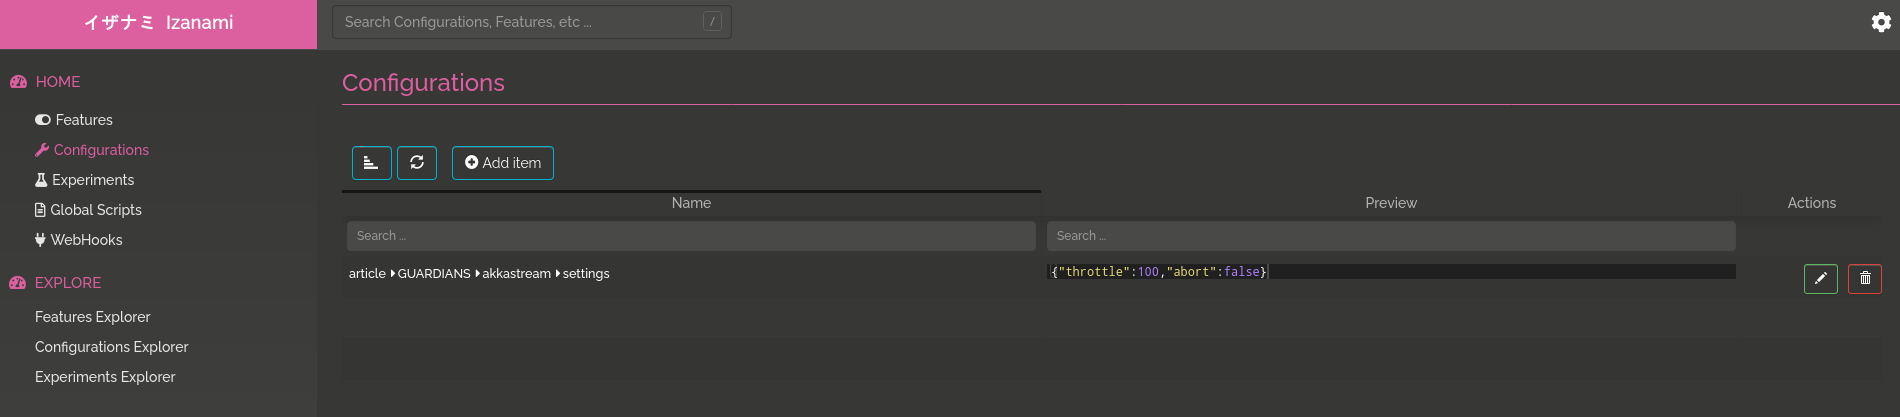 イザナミ Izanami
Search Configurations, Features, etc ... /
HOME
Features
Configurations
Experiments
Global Scripts
WebHooks
EXPLORE
Features Explorer
Configurations Explorer
Experiments Explorer
Configurations
Add item
Name Preview Actions
Search ... Search ...
article GUARDIANS akkastream settings {"throttle":100,"abort":false}